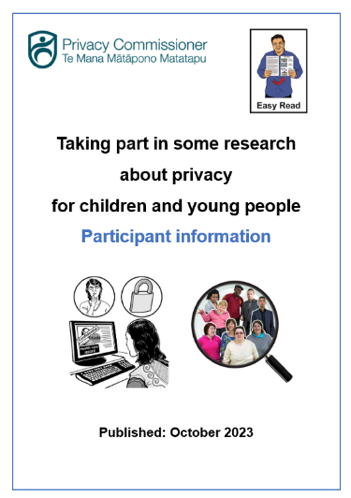 Privacy Commissioner
Te Mana Mātāpono Matatapu
Easy Read
Taking part in some research
about privacy
for children and young people
Participant information
Published: October 2023